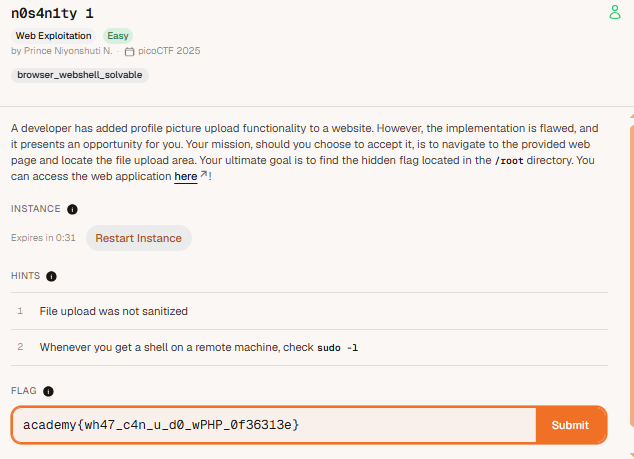 n0s4n1ty 1
Web Exploitation Easy
by Prince Niyonshuti N. · picoCTF 2025
browser_webshell_solvable
A developer has added profile picture upload functionality to a website. However, the implementation is flawed, and
it presents an opportunity for you. Your mission, should you choose to accept it, is to navigate to the provided web
page and locate the file upload area. Your ultimate goal is to find the hidden flag located in the /root directory. You
can access the web application here ↗!
INSTANCE
Expires in 0:31 Restart Instance
HINTS
1 File upload was not sanitized
2 Whenever you get a shell on a remote machine, check sudo -l
FLAG
academy{wh47_c4n_u_d0_wPHP_0f36313e} Submit